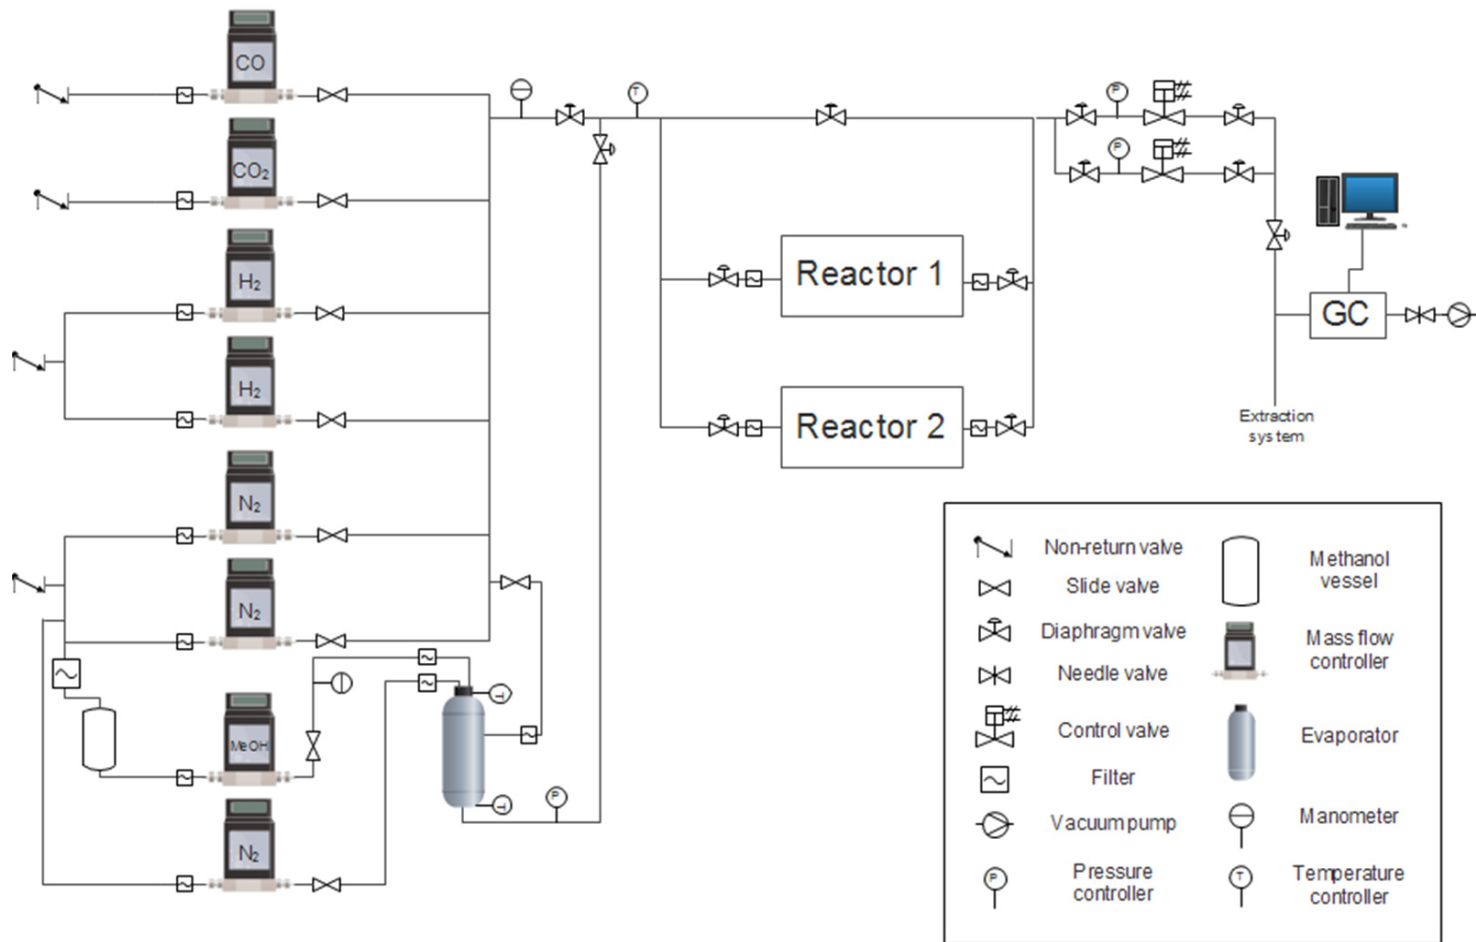 CO
CO₂
H₂
H₂
N₂
N₂
MeOH
N₂
T
T
T
P
P
P
Reactor 1
Reactor 2
GC
Extraction
system
Non-return valve
Slide valve
Diaphragm valve
Needle valve
Control valve
Filter
Vacuum pump
P
Pressure
controller
Methanol
vessel
Mass flow
controller
Evaporator
Manometer
T
Temperature
controller